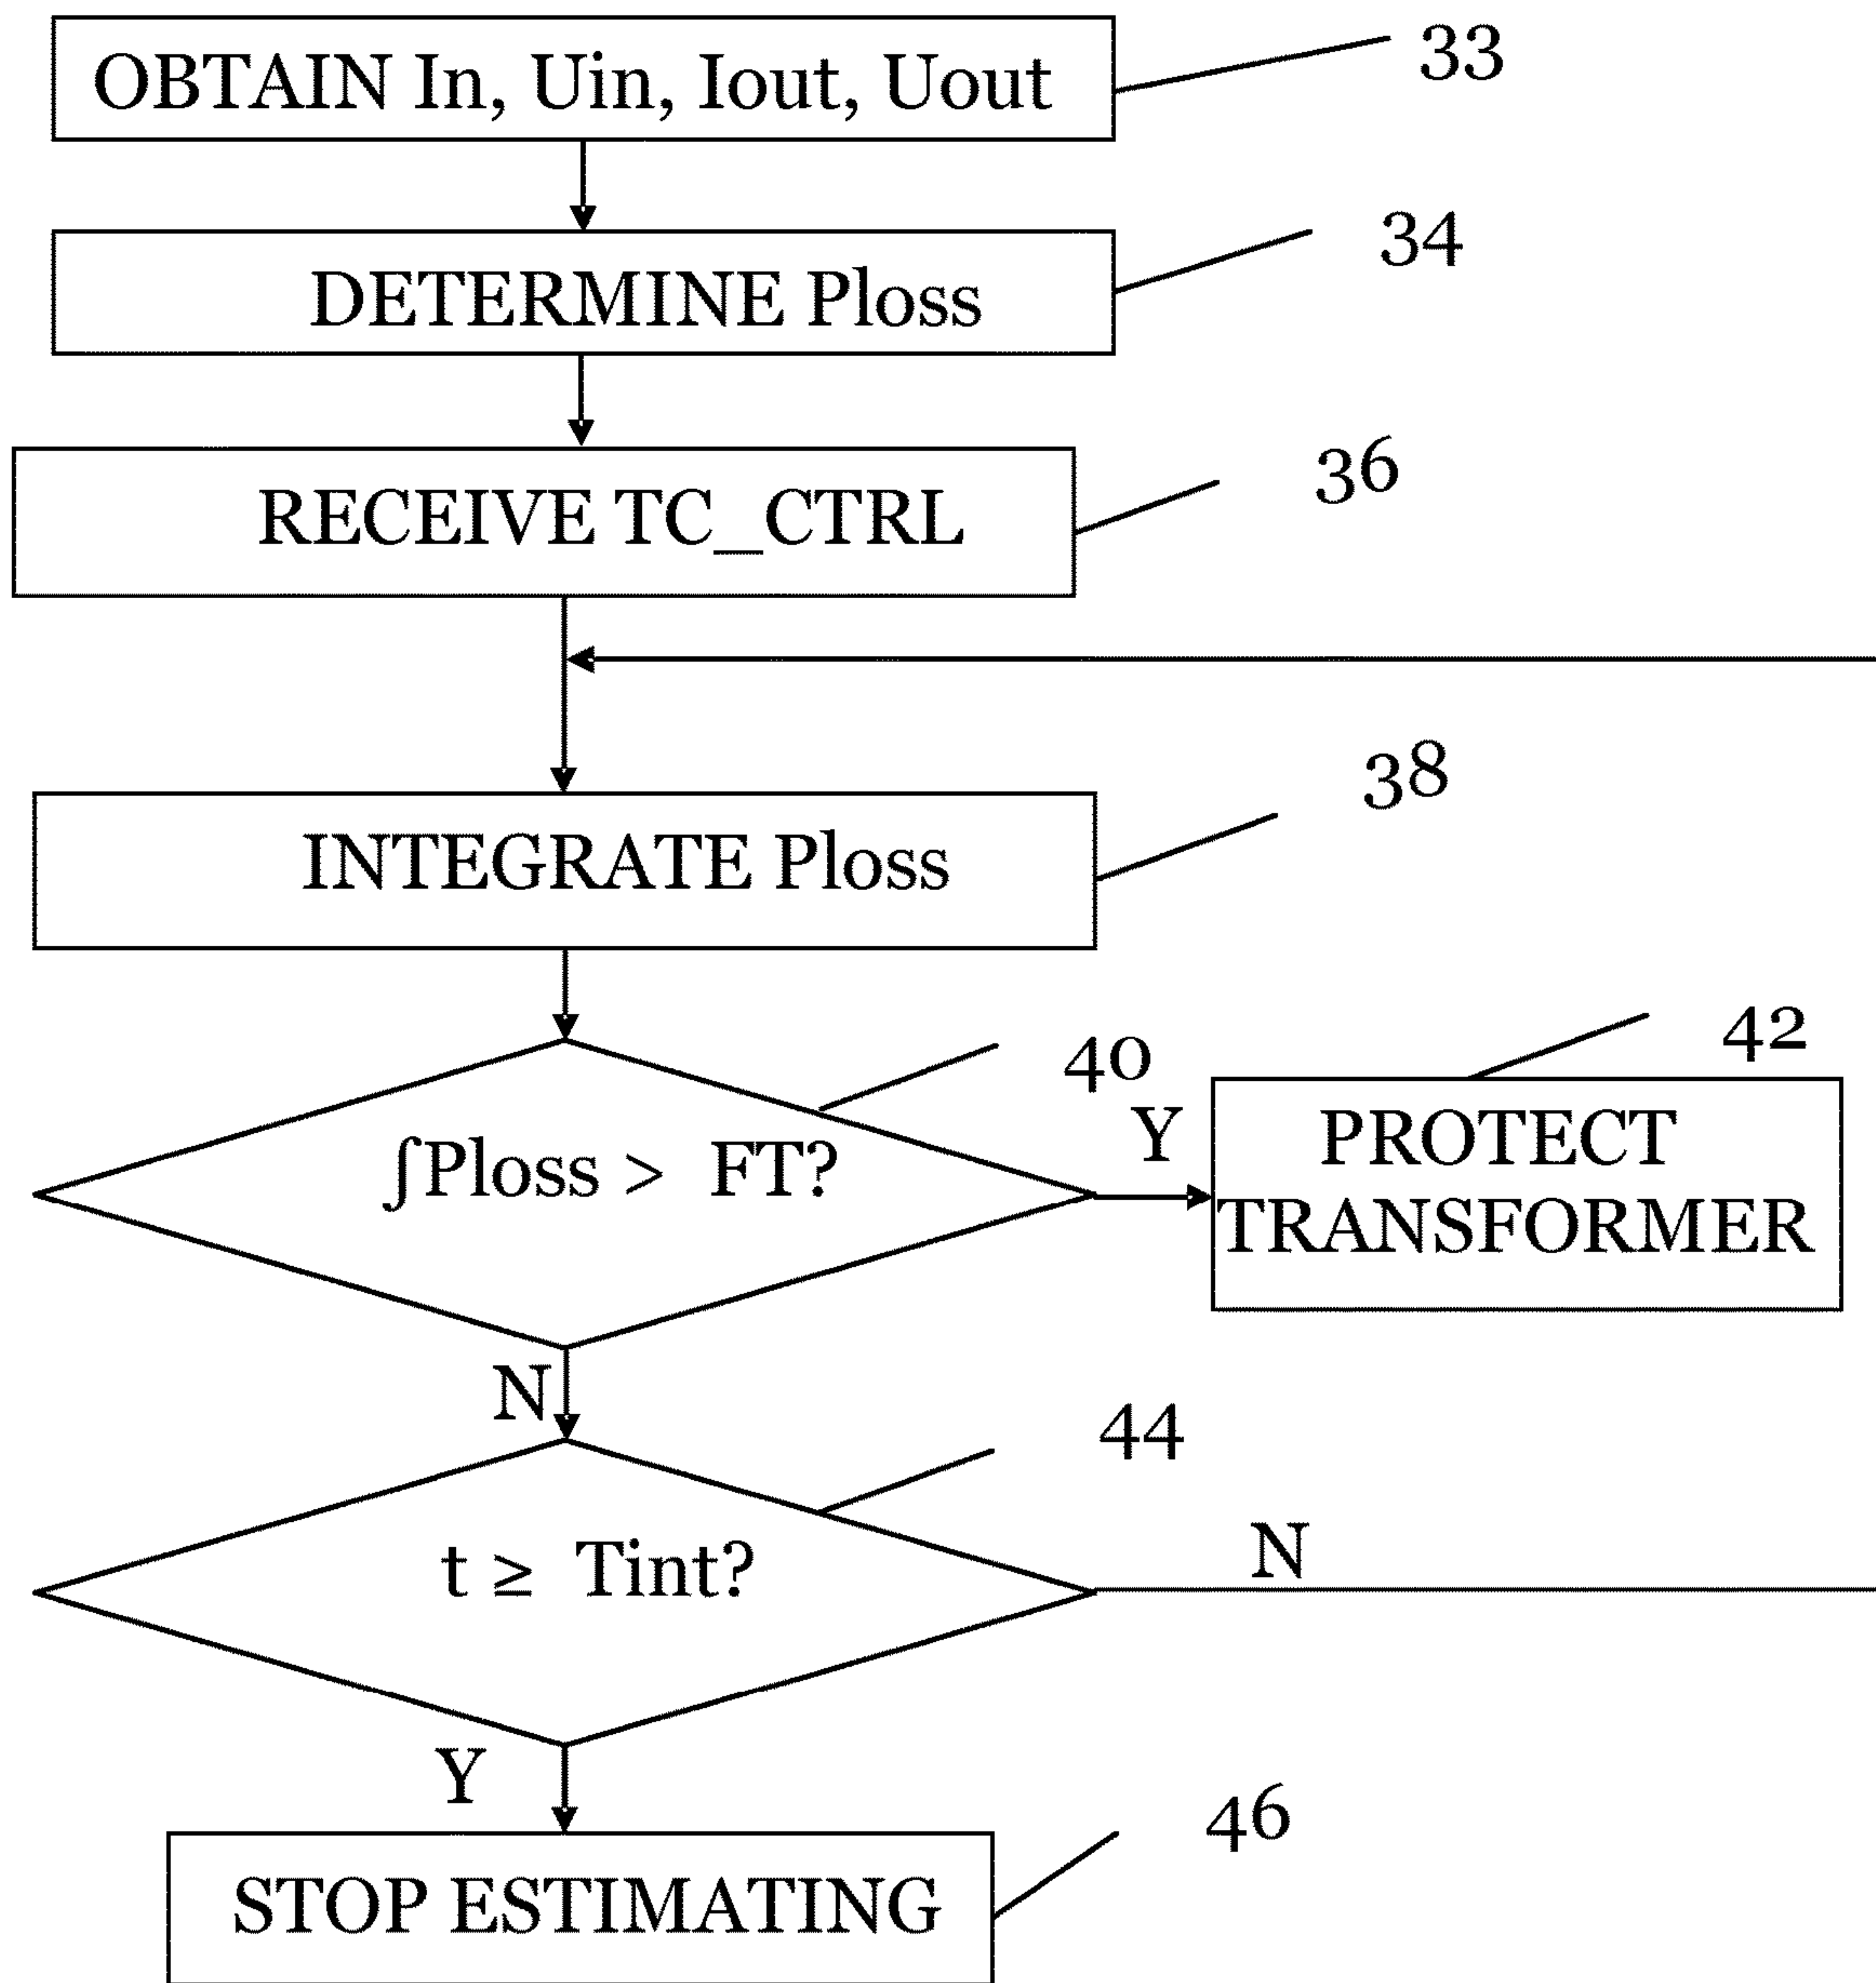 OBTAIN In, Uin, Iout, Uout
33
DETERMINE Ploss
34
RECEIVE TC_CTRL
36
INTEGRATE Ploss
38
∫Ploss > FT?
40
Y
PROTECT
TRANSFORMER
42
N
t ≥ Tint?
44
N
Y
STOP ESTIMATING
46